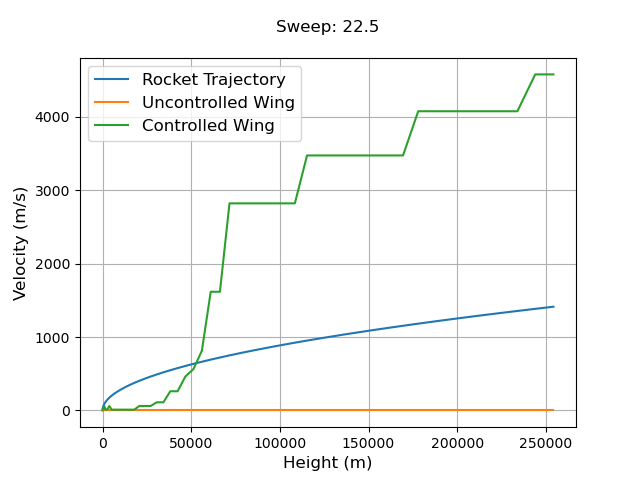 Sweep: 22.5
Rocket Trajectory
Uncontrolled Wing
Controlled Wing
Velocity (m/s)
4000
3000
2000
1000
0
0 50000 100000 150000 200000 250000
Height (m)